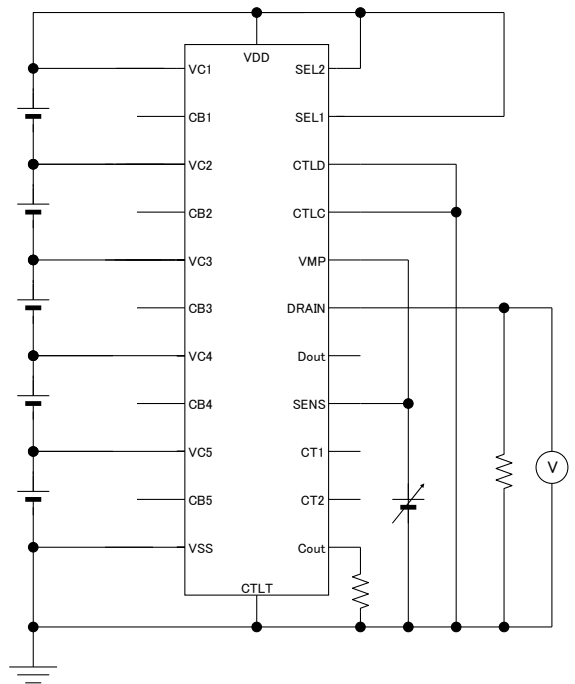 VDD
VC1
SEL2
CB1
SEL1
VC2
CTLD
CB2
CTLC
VC3
VMP
CB3
DRAIN
VC4
Dout
CB4
SENS
VC5
CT1
V
CB5
CT2
VSS
Cout
CTLT